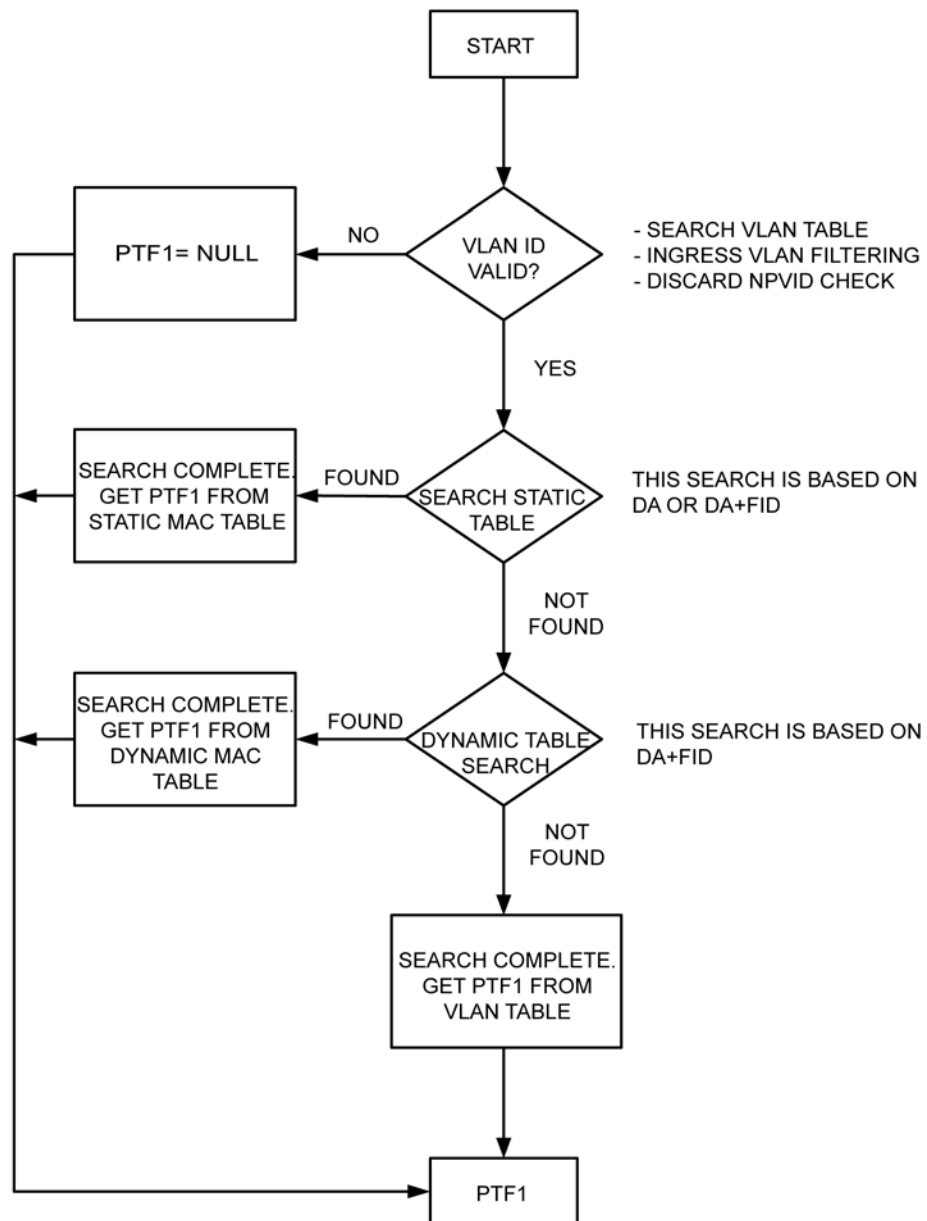 START
PTF1= NULL
NO
VLAN ID
VALID?
- SEARCH VLAN TABLE
- INGRESS VLAN FILTERING
- DISCARD NPVID CHECK
YES
SEARCH COMPLETE.
GET PTF1 FROM
STATIC MAC TABLE
FOUND
SEARCH STATIC
TABLE
THIS SEARCH IS BASED ON
DA OR DA+FID
NOT
FOUND
SEARCH COMPLETE.
GET PTF1 FROM
DYNAMIC MAC
TABLE
FOUND
DYNAMIC TABLE
SEARCH
THIS SEARCH IS BASED ON
DA+FID
NOT
FOUND
SEARCH COMPLETE.
GET PTF1 FROM
VLAN TABLE
PTF1